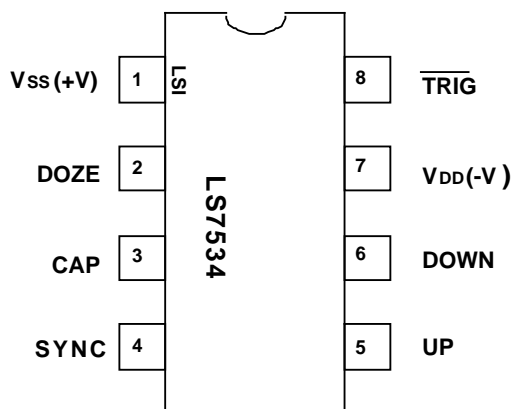 VSS(+V) 1 LSI 8 TRIG
DOZE 2 7 VDD(-V )
LS7534
CAP 3 6 DOWN
SYNC 4 5 UP